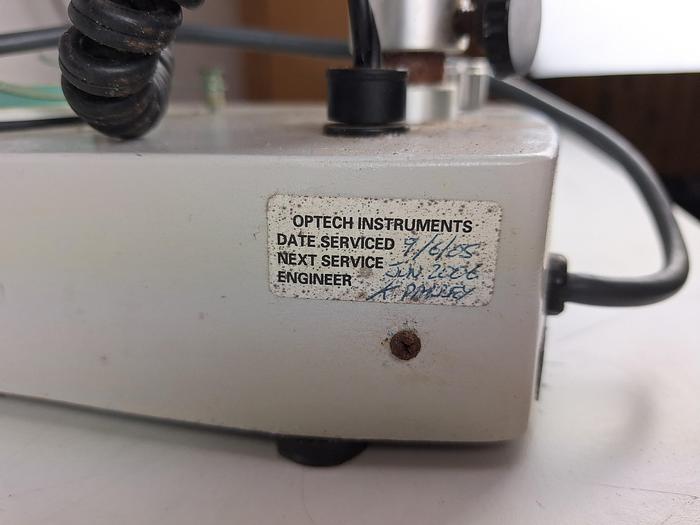 OPTECH INSTRUMENTS
DATE SERVICED 9/6/05
NEXT SERVICE JUN 2006
ENGINEER K